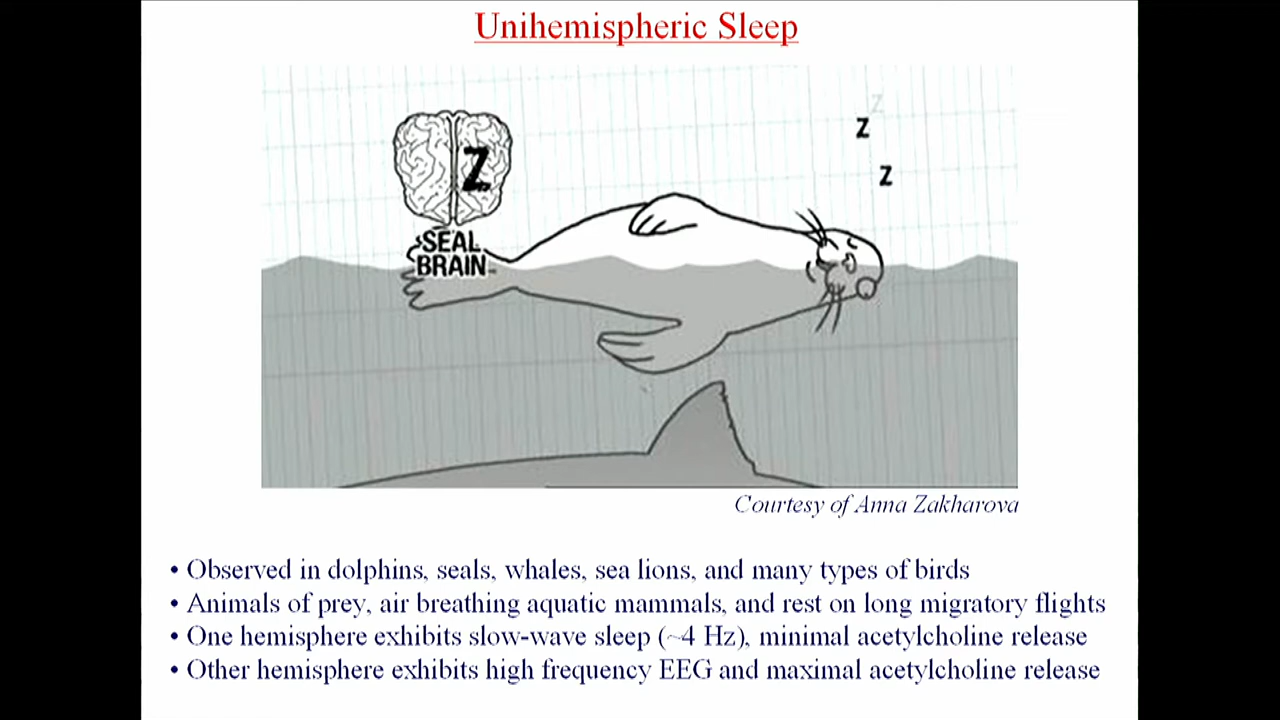 Unihemispheric Sleep
Z
Z
Z
Z
SEAL
BRAIN
Courtesy of Anna Zakharova
• Observed in dolphins, seals, whales, sea lions, and many types of birds
• Animals of prey, air breathing aquatic mammals, and rest on long migratory flights
• One hemisphere exhibits slow-wave sleep (~4 Hz), minimal acetylcholine release
• Other hemisphere exhibits high frequency EEG and maximal acetylcholine release